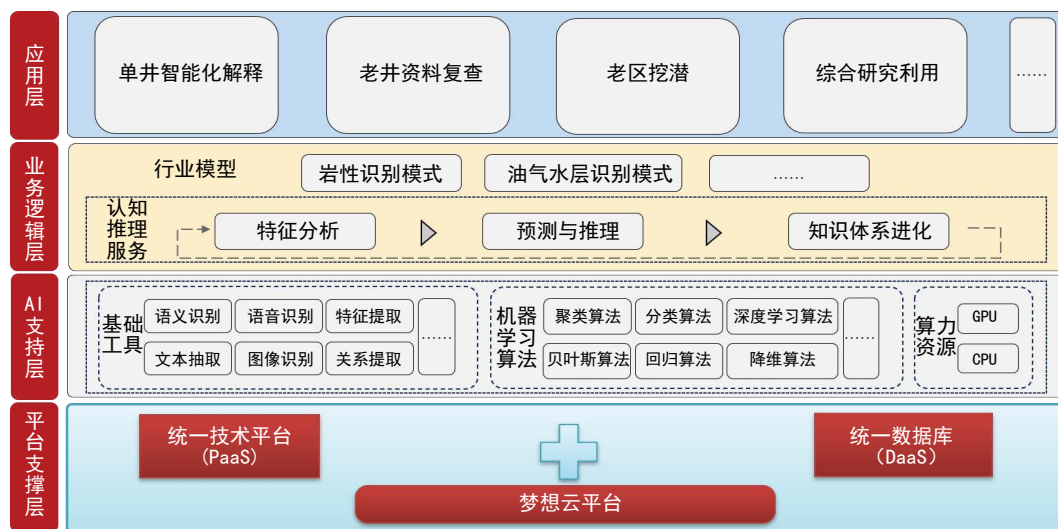 应用层
单井智能化解释
老井资料复查
老区挖潜
综合研究利用
……
业务逻辑层
行业模型
岩性识别模式
油气水层识别模式
……
认知
推理
服务
特征分析
预测与推理
知识体系进化
AI支持层
基础
工具
语义识别
语音识别
特征提取
……
文本抽取
图像识别
关系提取
机器
学习
算法
聚类算法
分类算法
深度学习算法
……
贝叶斯算法
回归算法
降维算法
算力
资源
GPU
CPU
平台支撑层
统一技术平台
（PaaS）
统一数据库
（DaaS）
梦想云平台